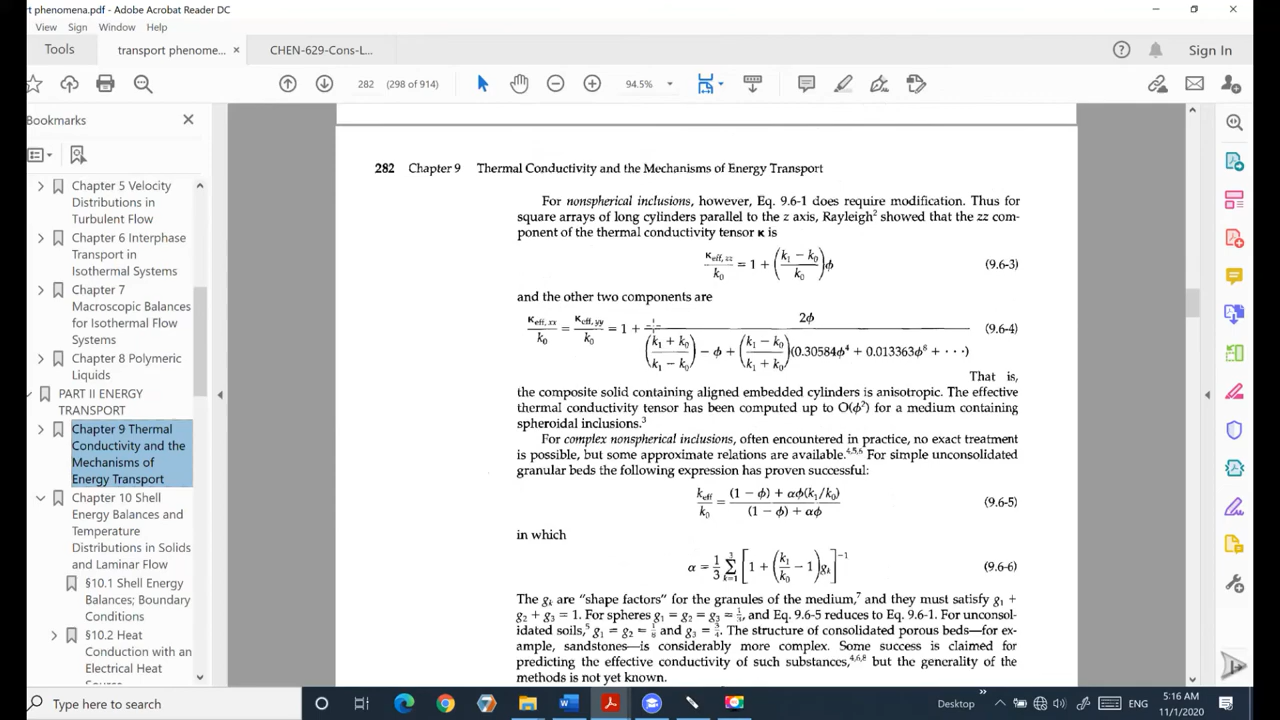 rt phenomena.pdf - Adobe Acrobat Reader DC
View Sign Window Help
Tools transport phenome... × CHEN-629-Cons-L... Sign In
282 (298 of 914) 94.5%
Bookmarks
Chapter 5 Velocity
Distributions in
Turbulent Flow
Chapter 6 Interphase
Transport in
Isothermal Systems
Chapter 7
Macroscopic Balances
for Isothermal Flow
Systems
Chapter 8 Polymeric
Liquids
PART II ENERGY
TRANSPORT
Chapter 9 Thermal
Conductivity and the
Mechanisms of
Energy Transport
Chapter 10 Shell
Energy Balances and
Temperature
Distributions in Solids
and Laminar Flow
§10.1 Shell Energy
Balances; Boundary
Conditions
§10.2 Heat
Conduction with an
Electrical Heat
282 Chapter 9 Thermal Conductivity and the Mechanisms of Energy Transport
For nonspherical inclusions, however, Eq. 9.6-1 does require modification. Thus for
square arrays of long cylinders parallel to the z axis, Rayleigh² showed that the zz com-
ponent of the thermal conductivity tensor κ is
κeff, zz / k₀ = 1 + ((k₁ − k₀) / k₀)ϕ (9.6-3)
and the other two components are
κeff, xx / k₀ = κeff, yy / k₀ = 1 + 2ϕ / (((k₁ + k₀) / (k₁ − k₀)) − ϕ + ((k₁ − k₀) / (k₁ + k₀))(0.30584ϕ⁴ + 0.013363ϕ⁸ + · · ·)) (9.6-4)
That is,
the composite solid containing aligned embedded cylinders is anisotropic. The effective
thermal conductivity tensor has been computed up to O(ϕ²) for a medium containing
spheroidal inclusions.³
For complex nonspherical inclusions, often encountered in practice, no exact treatment
is possible, but some approximate relations are available.⁴,⁵,⁶ For simple unconsolidated
granular beds the following expression has proven successful:
keff / k₀ = ((1 − ϕ) + αϕ(k₁/k₀)) / ((1 − ϕ) + αϕ) (9.6-5)
in which
α = 1/3 ∑ₖ₌₁³ [1 + (k₁/k₀ − 1)gₖ]⁻¹ (9.6-6)
The gₖ are "shape factors" for the granules of the medium,⁷ and they must satisfy g₁ +
g₂ + g₃ = 1. For spheres g₁ = g₂ = g₃ = ⅓, and Eq. 9.6-5 reduces to Eq. 9.6-1. For unconsol-
idated soils,⁵ g₁ = g₂ = ⅛ and g₃ = ¾. The structure of consolidated porous beds—for ex-
ample, sandstones—is considerably more complex. Some success is claimed for
predicting the effective conductivity of such substances,⁴,⁶,⁸ but the generality of the
methods is not yet known.
Type here to search
Desktop » ENG
5:16 AM
11/1/2020